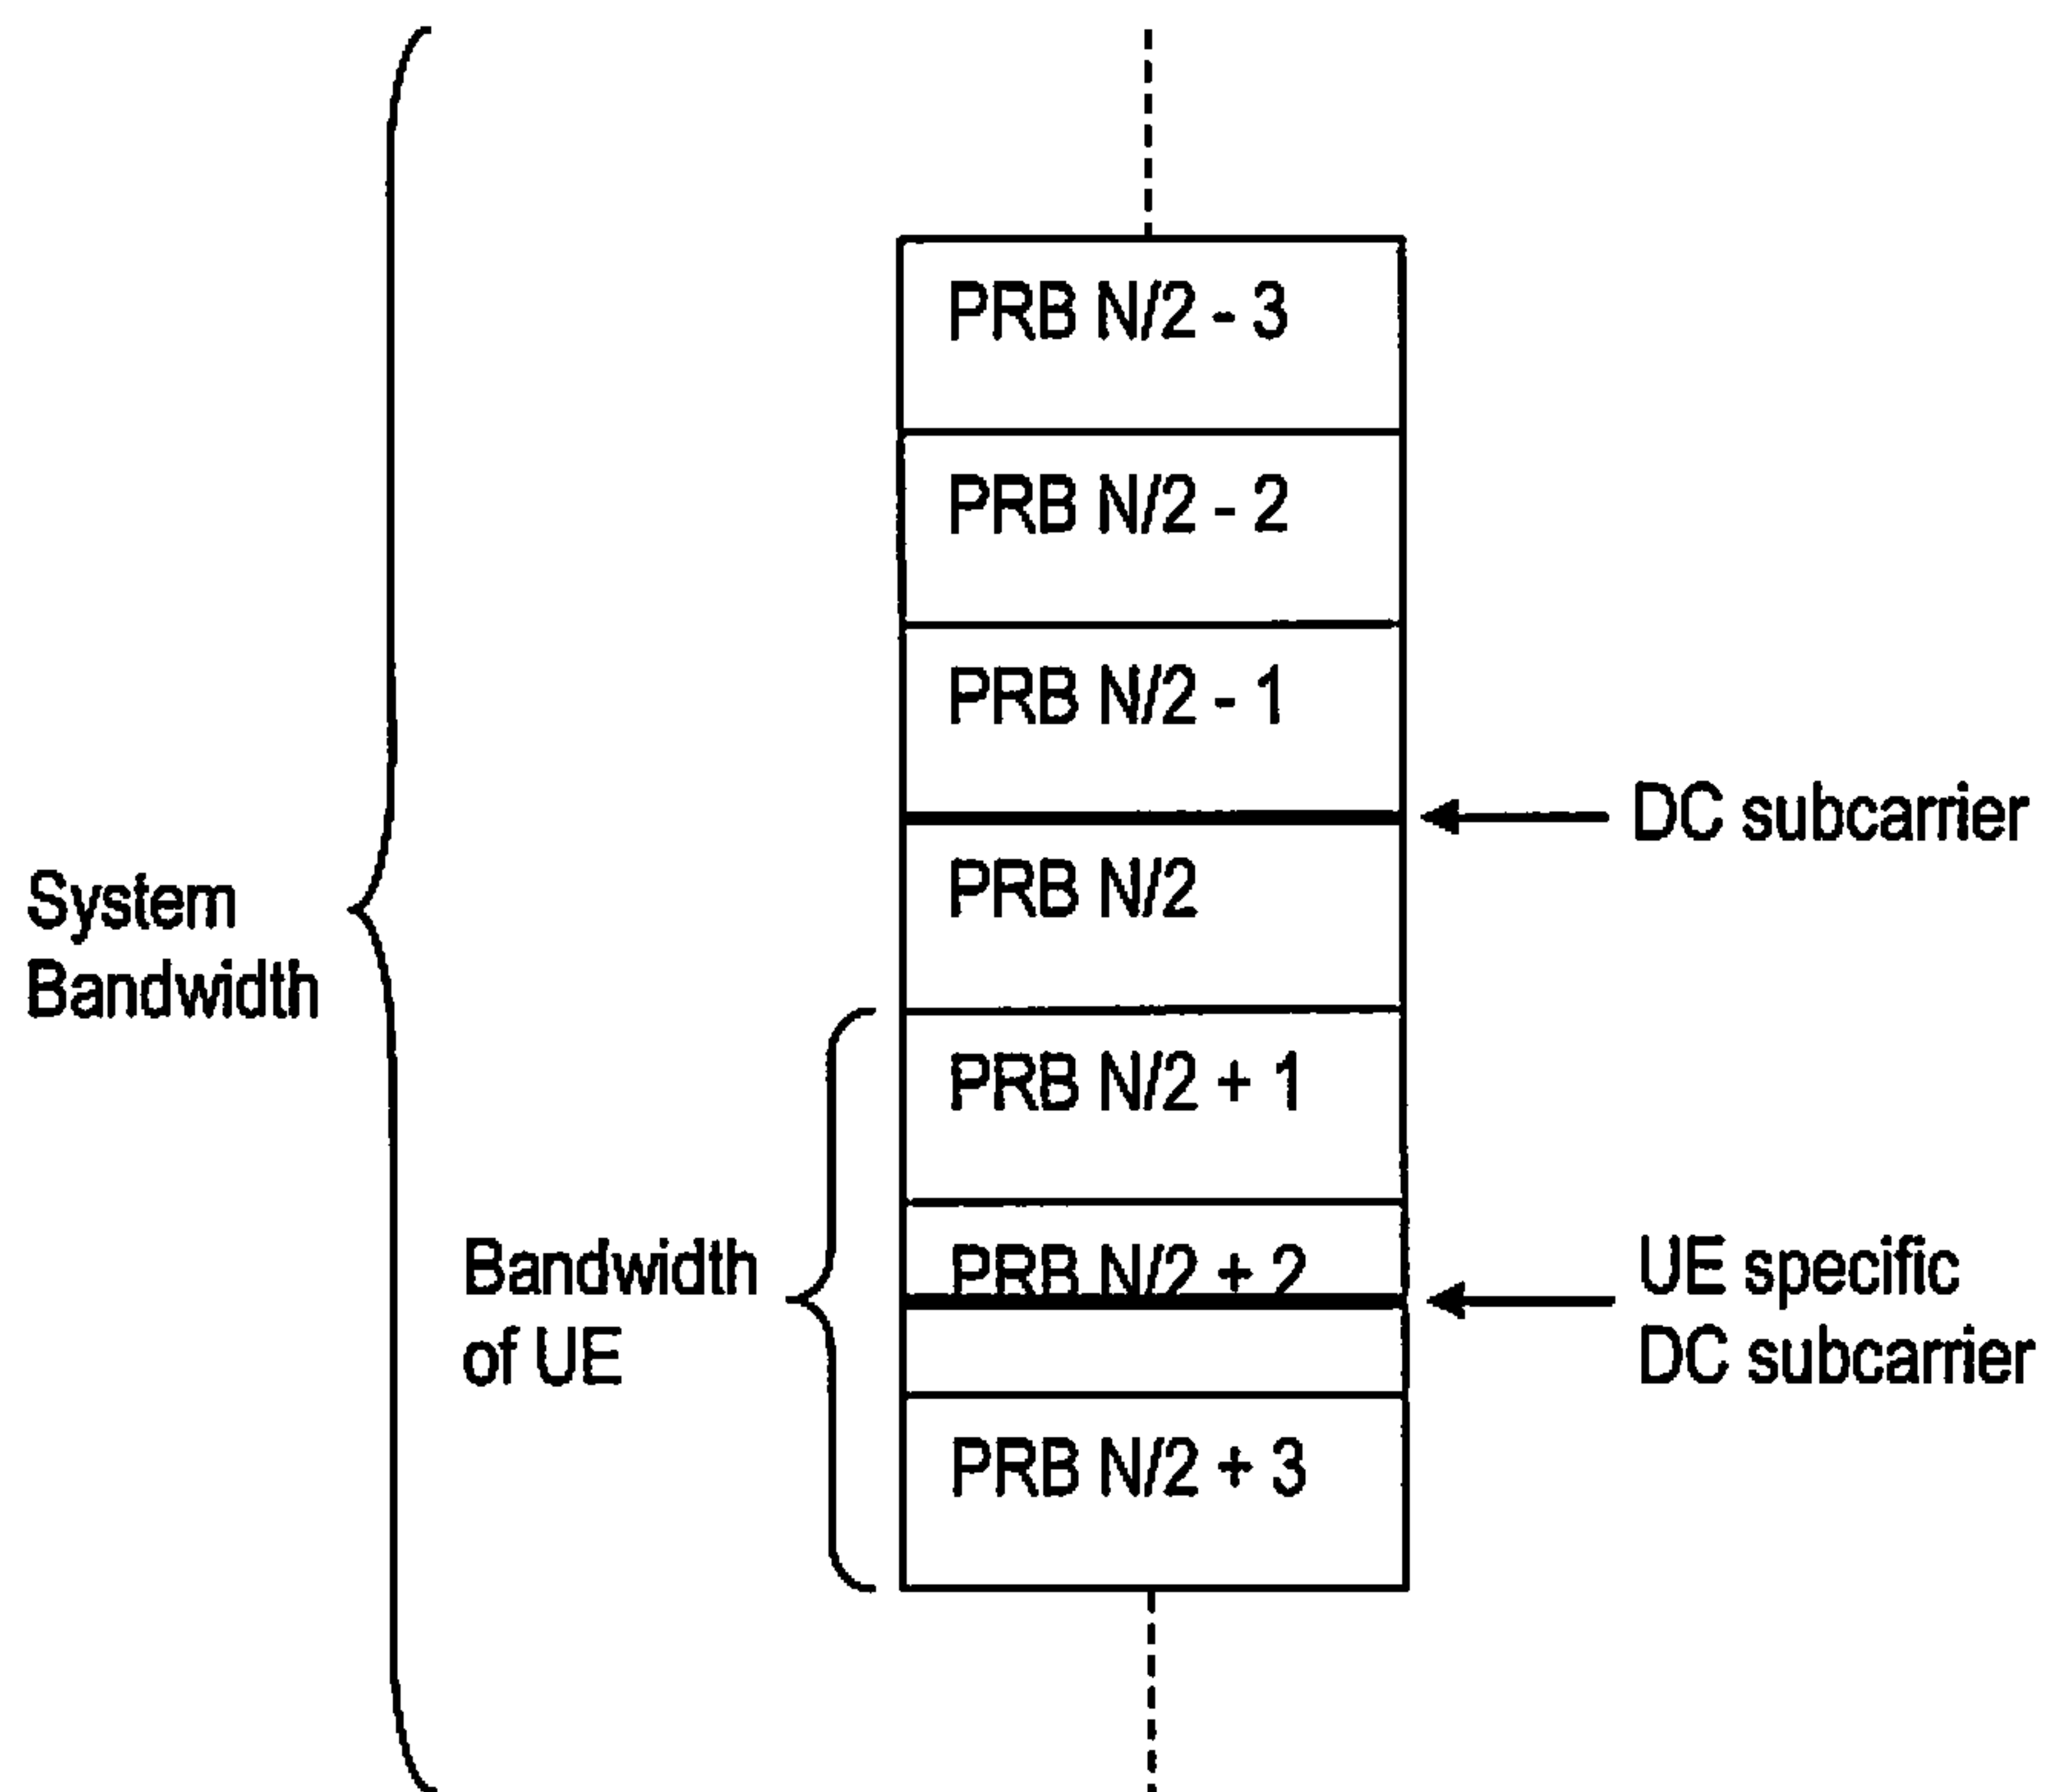 PRB N/2 - 3
PRB N/2 - 2
PRB N/2 - 1
DC subcarrier
PRB N/2
System
Bandwidth
PRB N/2 + 1
PRB N/2 + 2
Bandwidth
of UE
UE specific
DC subcarrier
PRB N/2 + 3